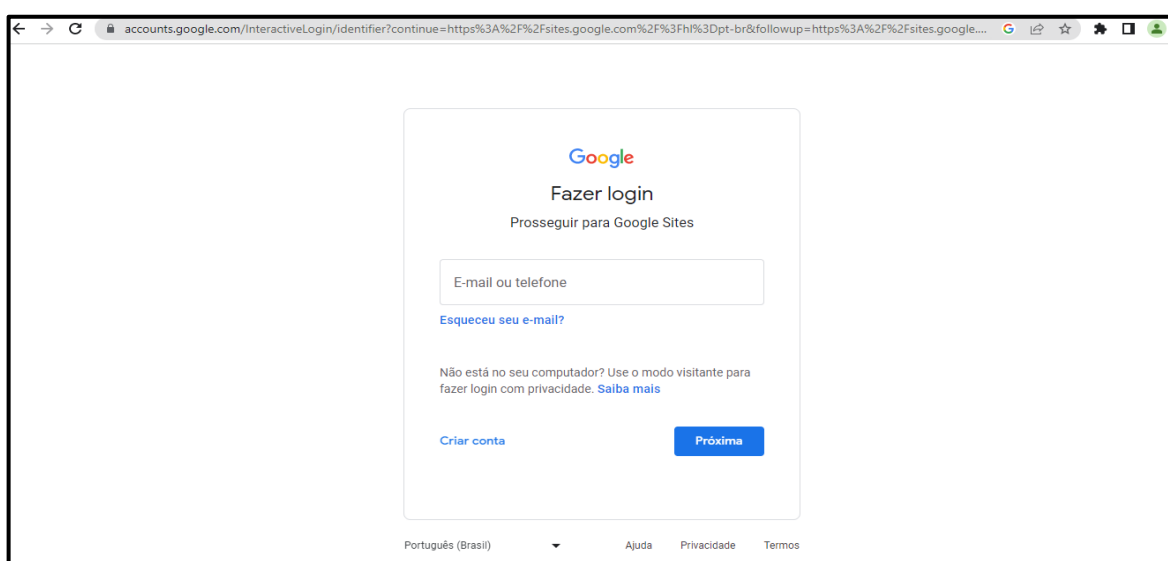 accounts.google.com/InteractiveLogin/identifier?continue=https%3A%2F%2Fsites.google.com%2F%3Fhl%3Dpt-br&followup=https%3A%2F%2Fsites.google....
Google
Fazer login
Prosseguir para Google Sites
E-mail ou telefone
Esqueceu seu e-mail?
Não está no seu computador? Use o modo visitante para
fazer login com privacidade. Saiba mais
Criar conta Próxima
Português (Brasil) Ajuda Privacidade Termos